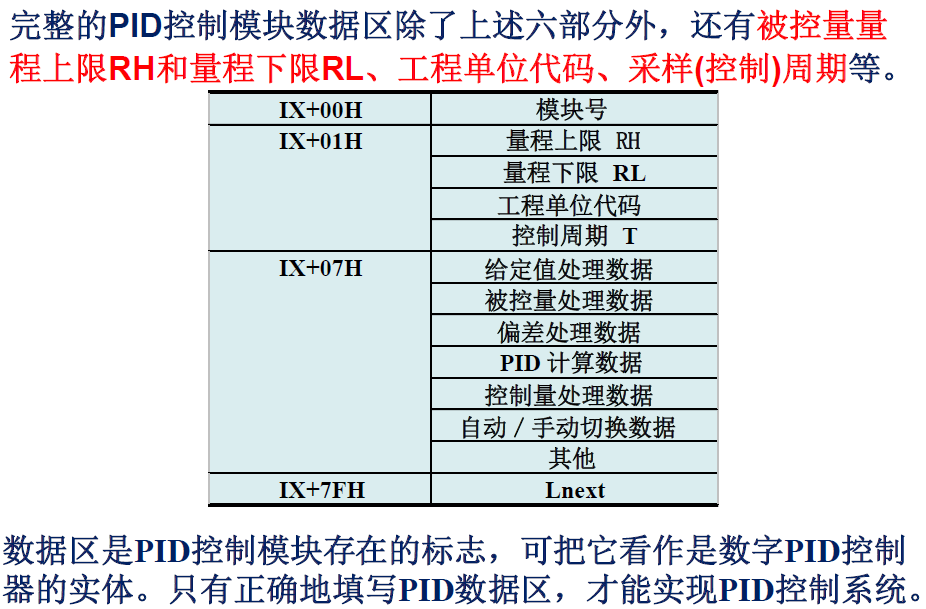 完整的PID控制模块数据区除了上述六部分外，还有被控量量
程上限RH和量程下限RL、工程单位代码、采样(控制)周期等。
IX+00H 模块号
IX+01H 量程上限 RH
量程下限 RL
工程单位代码
控制周期 T
IX+07H 给定值处理数据
被控量处理数据
偏差处理数据
PID 计算数据
控制量处理数据
自动／手动切换数据
其他
IX+7FH Lnext
数据区是PID控制模块存在的标志，可把它看作是数字PID控制
器的实体。只有正确地填写PID数据区，才能实现PID控制系统。